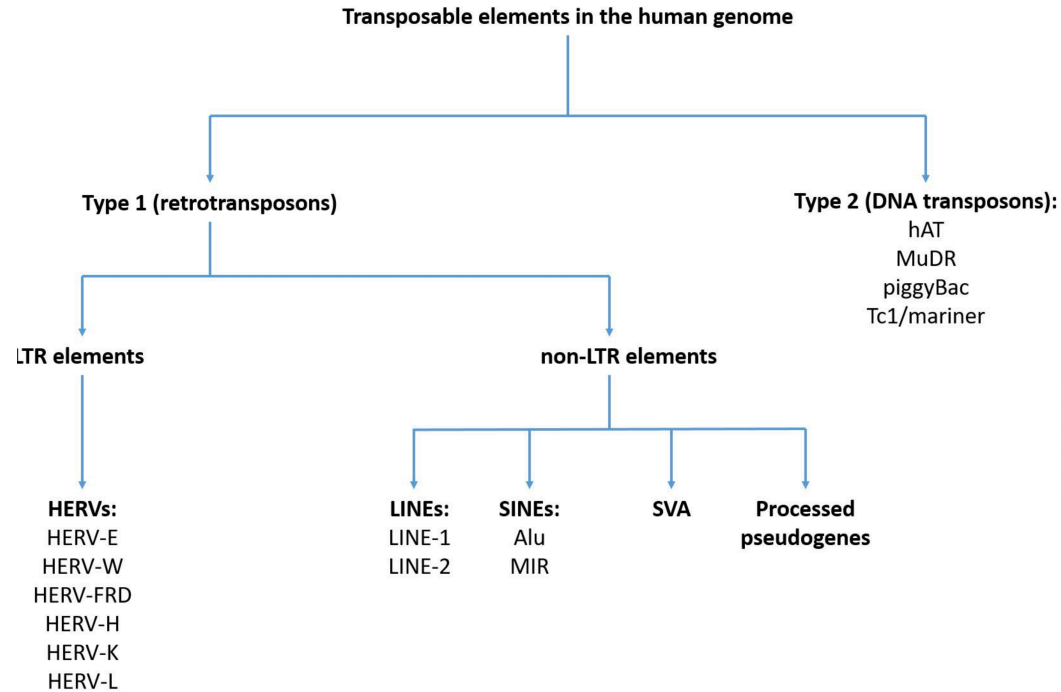 Transposable elements in the human genome
Type 1 (retrotransposons)
Type 2 (DNA transposons):
hAT
MuDR
piggyBac
Tc1/mariner
LTR elements
non-LTR elements
HERVs:
HERV-E
HERV-W
HERV-FRD
HERV-H
HERV-K
HERV-L
LINEs:
LINE-1
LINE-2
SINEs:
Alu
MIR
SVA
Processed
pseudogenes